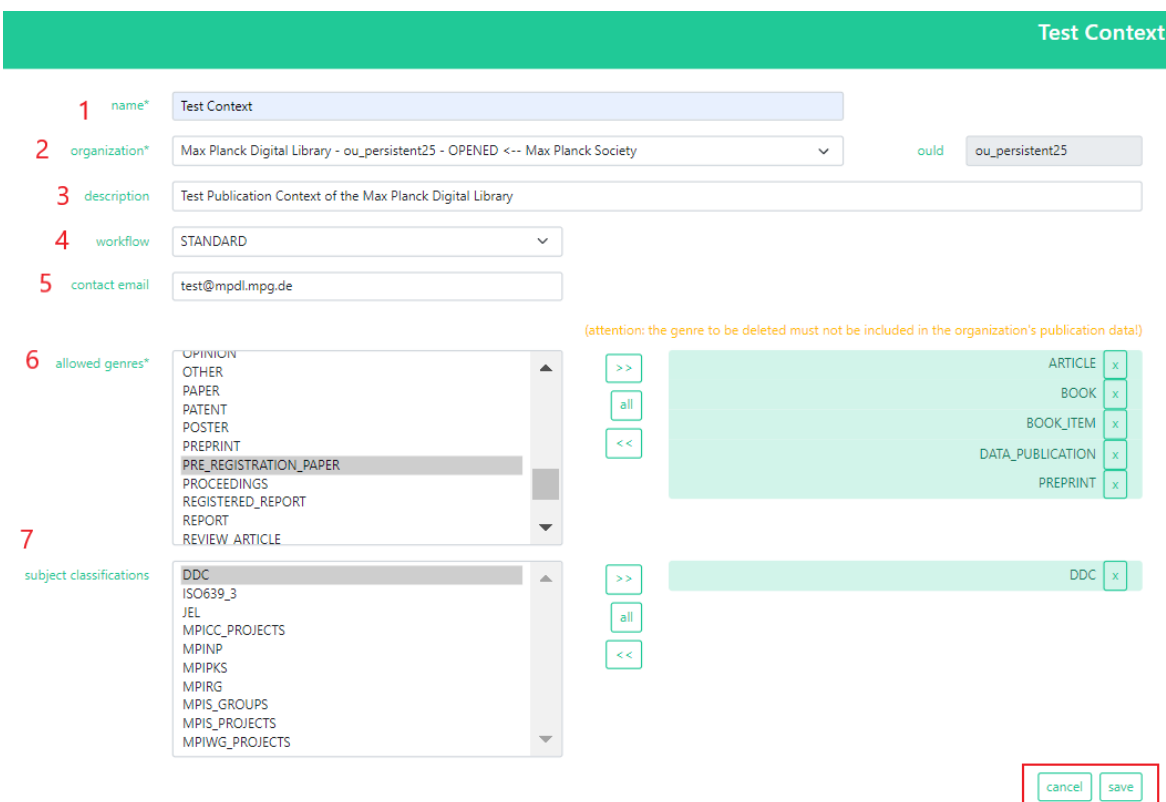 Test Context
1 name* Test Context
2 organization* Max Planck Digital Library - ou_persistent25 - OPENED <-- Max Planck Society ouId ou_persistent25
3 description Test Publication Context of the Max Planck Digital Library
4 workflow STANDARD
5 contact email test@mpdl.mpg.de
(attention: the genre to be deleted must not be included in the organization's publication data!)
6 allowed genres*
OPINION
OTHER
PAPER
PATENT
POSTER
PREPRINT
PRE_REGISTRATION_PAPER
PROCEEDINGS
REGISTERED_REPORT
REPORT
REVIEW_ARTICLE
>>
all
<<
ARTICLE x
BOOK x
BOOK_ITEM x
DATA_PUBLICATION x
PREPRINT x
7
subject classifications
DDC
ISO639_3
JEL
MPICC_PROJECTS
MPINP
MPIPKS
MPIRG
MPIS_GROUPS
MPIS_PROJECTS
MPIWG_PROJECTS
>>
all
<<
DDC x
cancel save